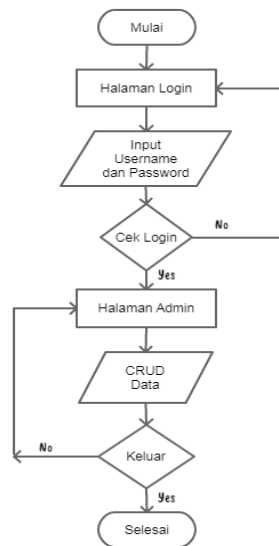 Mulai
Halaman Login
Input
Username
dan Password
Cek Login
No
Yes
Halaman Admin
CRUD
Data
No
Keluar
Yes
Selesai